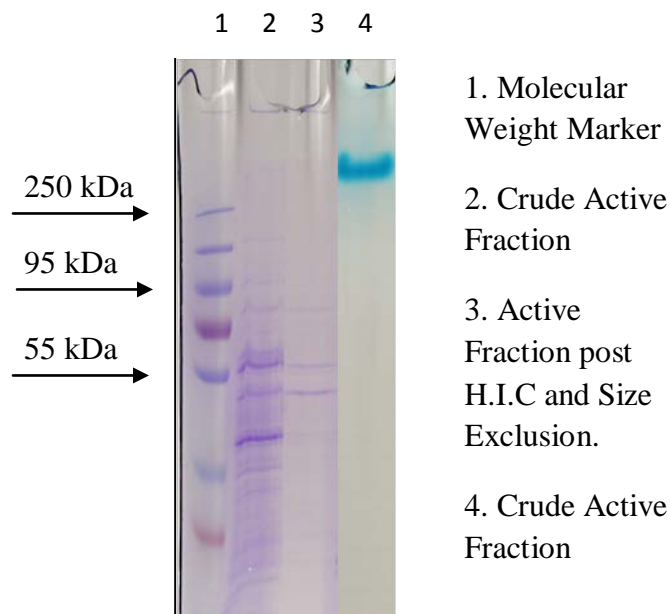 1 2 3 4
250 kDa
95 kDa
55 kDa
1. Molecular
Weight Marker
2. Crude Active
Fraction
3. Active
Fraction post
H.I.C and Size
Exclusion.
4. Crude Active
Fraction